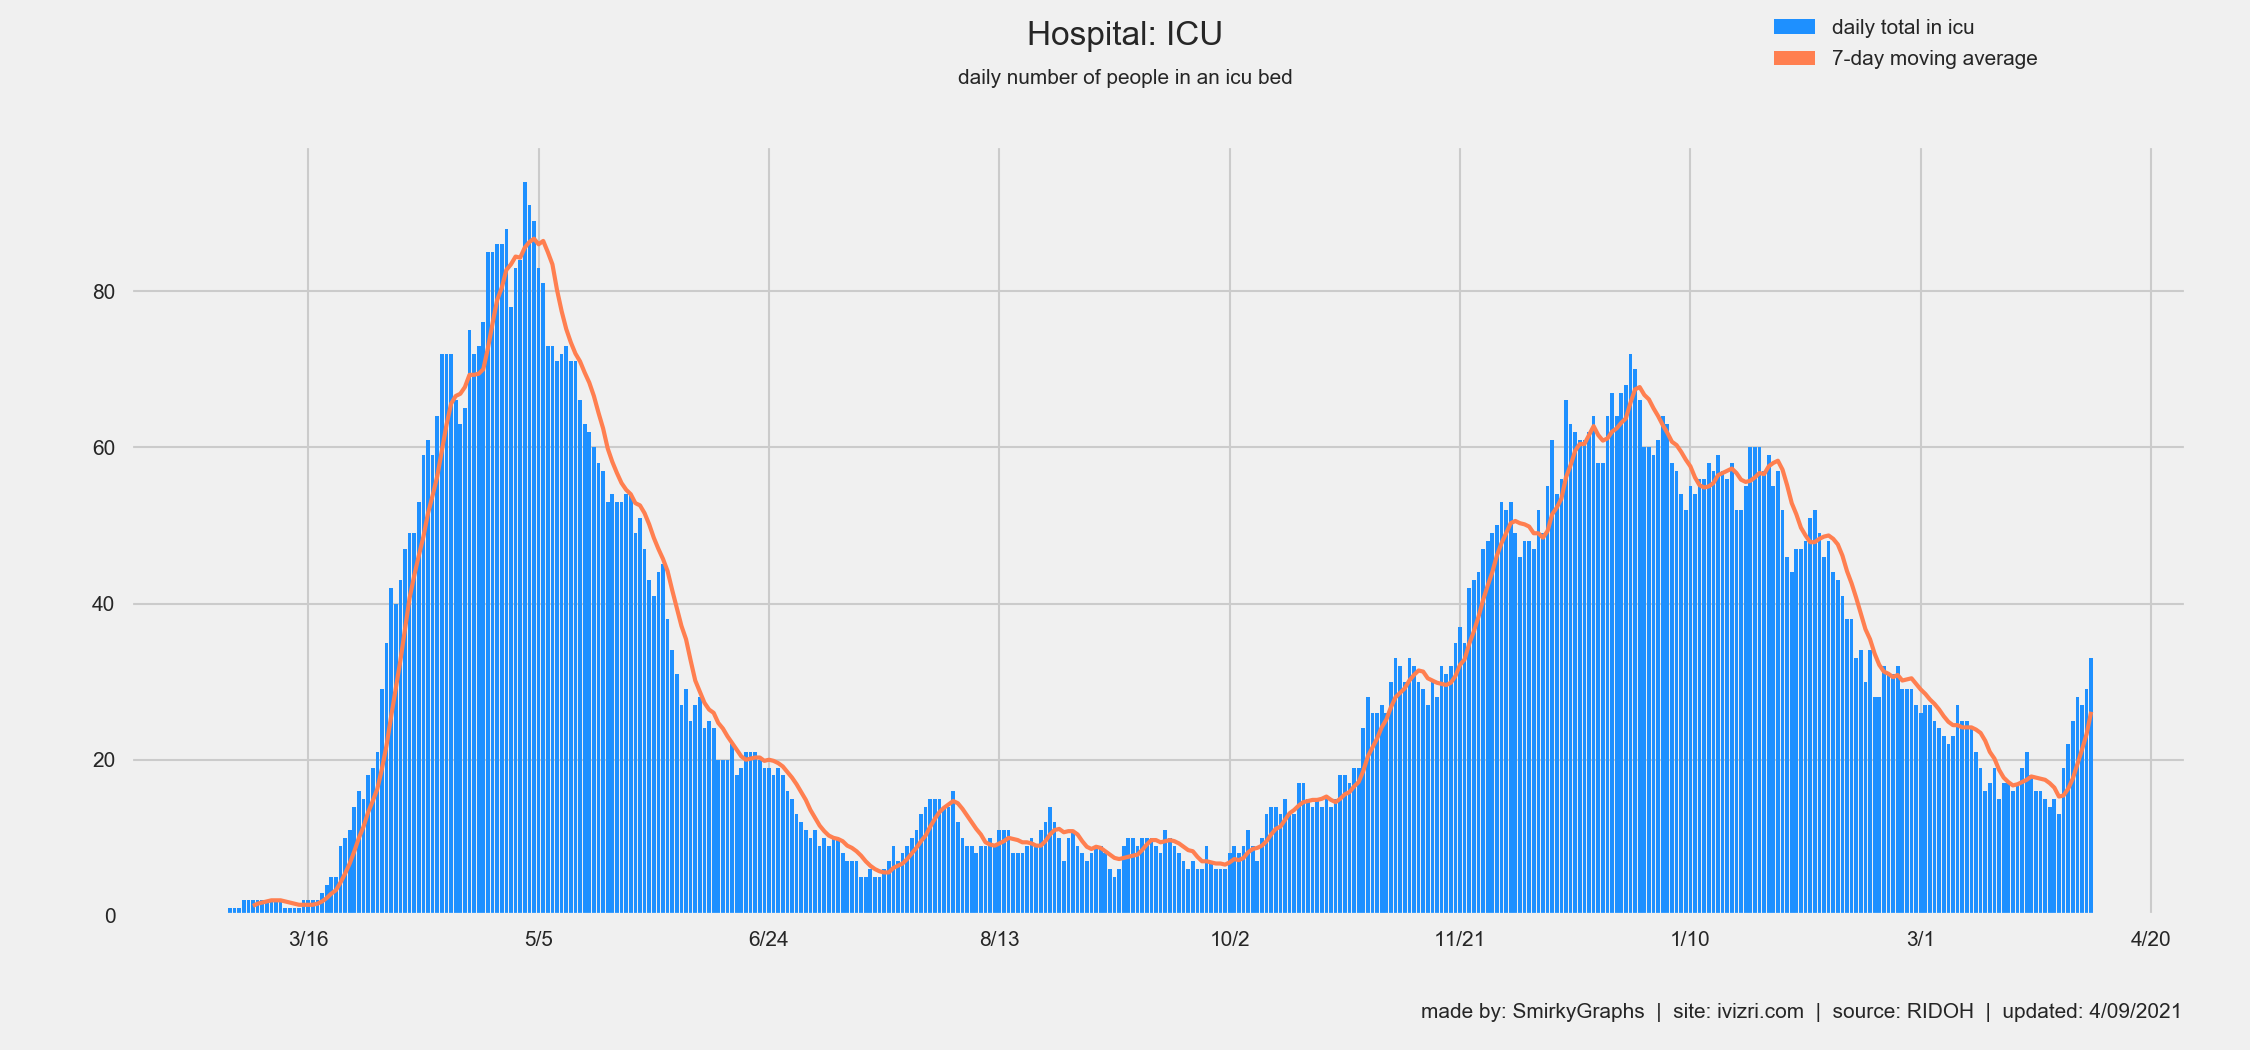 Hospital: ICU
daily number of people in an icu bed
daily total in icu
7-day moving average
80
60
40
20
0
3/16 5/5 6/24 8/13 10/2 11/21 1/10 3/1 4/20
made by: SmirkyGraphs | site: ivizri.com | source: RIDOH | updated: 4/09/2021